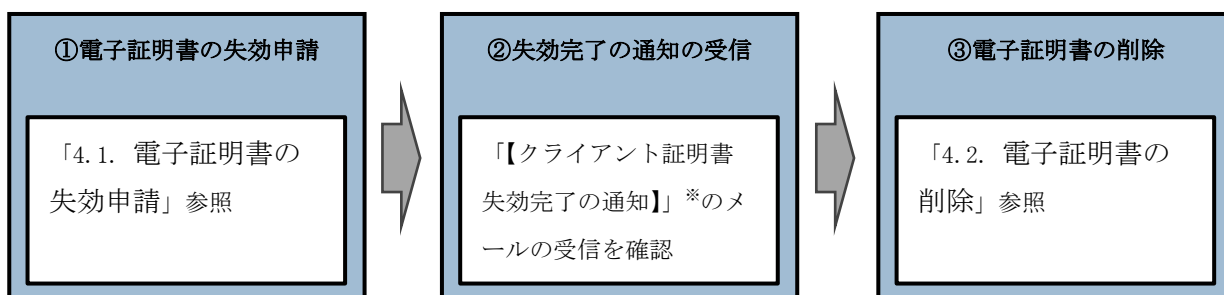 ①電子証明書の失効申請
「4.1. 電子証明書の
失効申請」参照
②失効完了の通知の受信
「【クライアント証明書
失効完了の通知】」※のメ
ールの受信を確認
③電子証明書の削除
「4.2. 電子証明書の
削除」参照